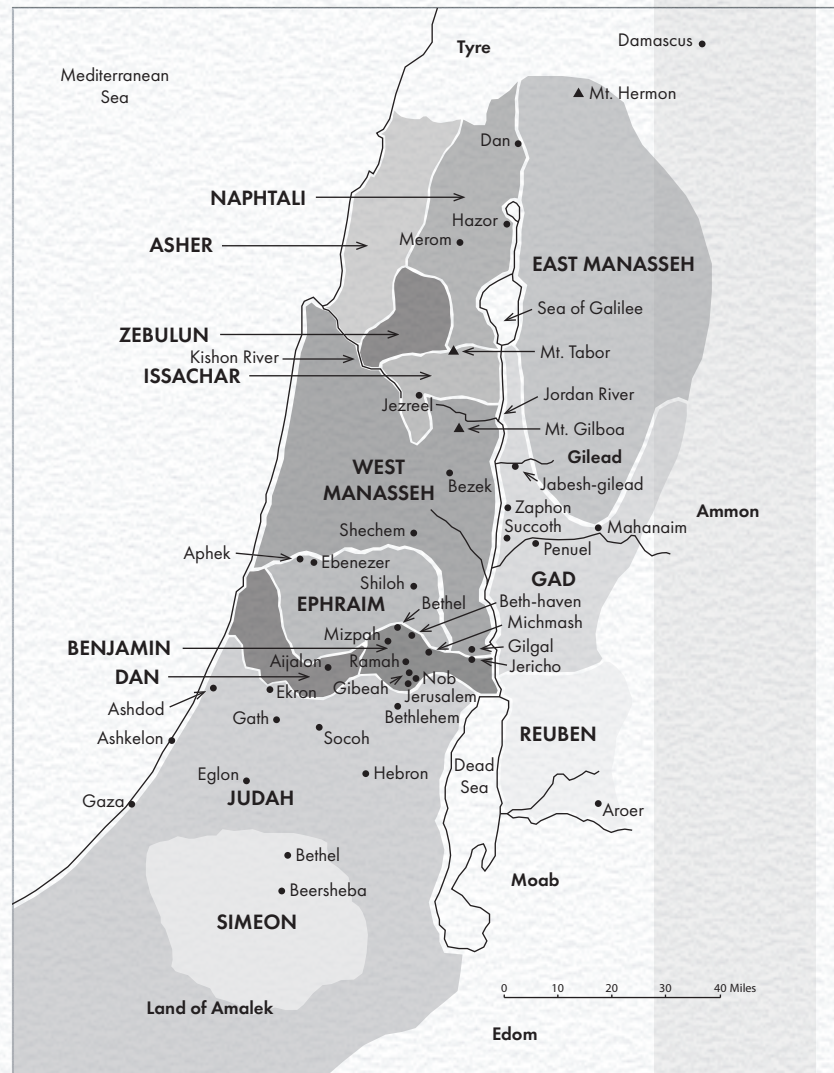 Tyre
Damascus
Mediterranean
Sea
Mt. Hermon
Dan
NAPHTALI
Hazor
ASHER
Merom
EAST MANASSEH
Sea of Galilee
ZEBULUN
Kishon River
Mt. Tabor
ISSACHAR
Jordan River
Jezreel
Mt. Gilboa
Gilead
WEST
MANASSEH
Bezek
Jabesh-gilead
Zaphon
Ammon
Succoth
Mahanaim
Shechem
Penuel
Aphek
Ebenezer
GAD
Shiloh
EPHRAIM
Bethel
Beth-haven
Michmash
Mizpah
BENJAMIN
Gilgal
Aijalon
Ramah
Jericho
DAN
Nob
Gibeah
Ekron
Jerusalem
Ashdod
Bethlehem
Gath
Socoh
REUBEN
Ashkelon
Dead
Sea
Eglon
Hebron
JUDAH
Gaza
Aroer
Bethel
Moab
Beersheba
SIMEON
0 10 20 30 40 Miles
Land of Amalek
Edom